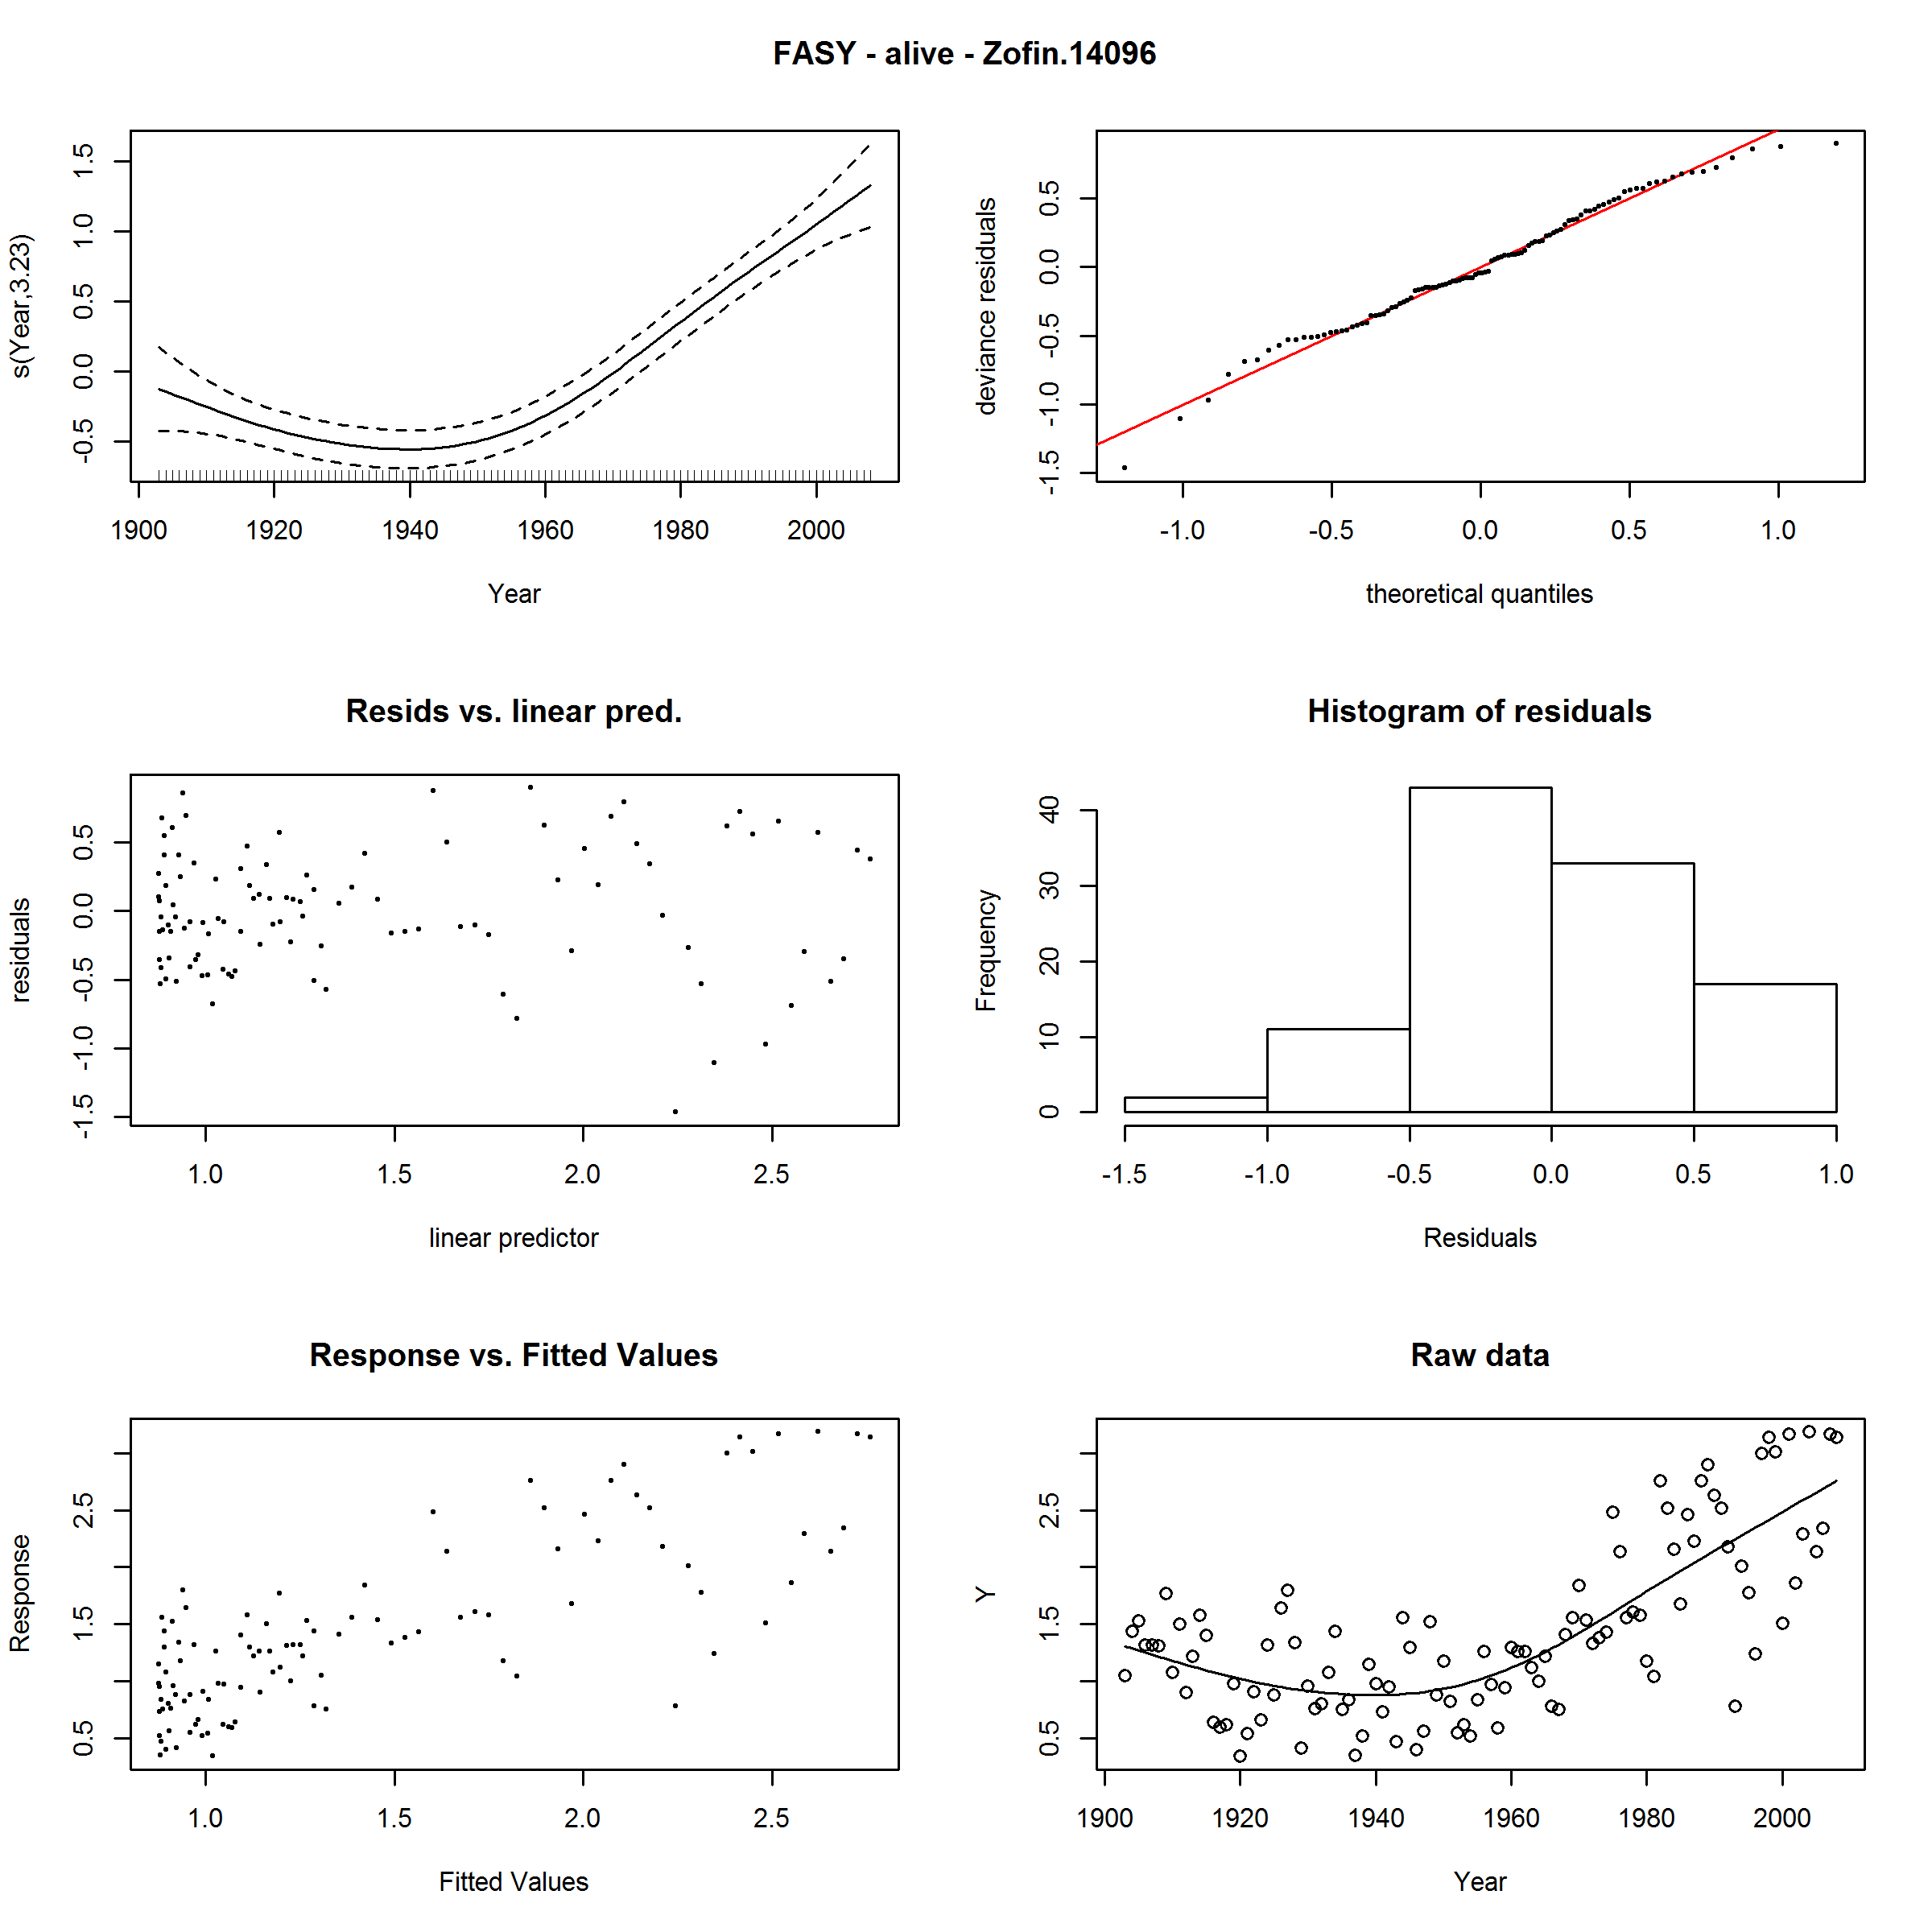 FASY - alive - Zofin.14096
s(Year,3.23)
-0.5 0.0 0.5 1.0 1.5
1900 1920 1940 1960 1980 2000
Year
deviance residuals
-1.5 -1.0 -0.5 0.0 0.5
-1.0 -0.5 0.0 0.5 1.0
theoretical quantiles
Resids vs. linear pred.
residuals
-1.5 -1.0 -0.5 0.0 0.5
1.0 1.5 2.0 2.5
linear predictor
Histogram of residuals
Frequency
0 10 20 30 40
-1.5 -1.0 -0.5 0.0 0.5 1.0
Residuals
Response vs. Fitted Values
Response
0.5 1.5 2.5
1.0 1.5 2.0 2.5
Fitted Values
Raw data
Y
0.5 1.5 2.5
1900 1920 1940 1960 1980 2000
Year